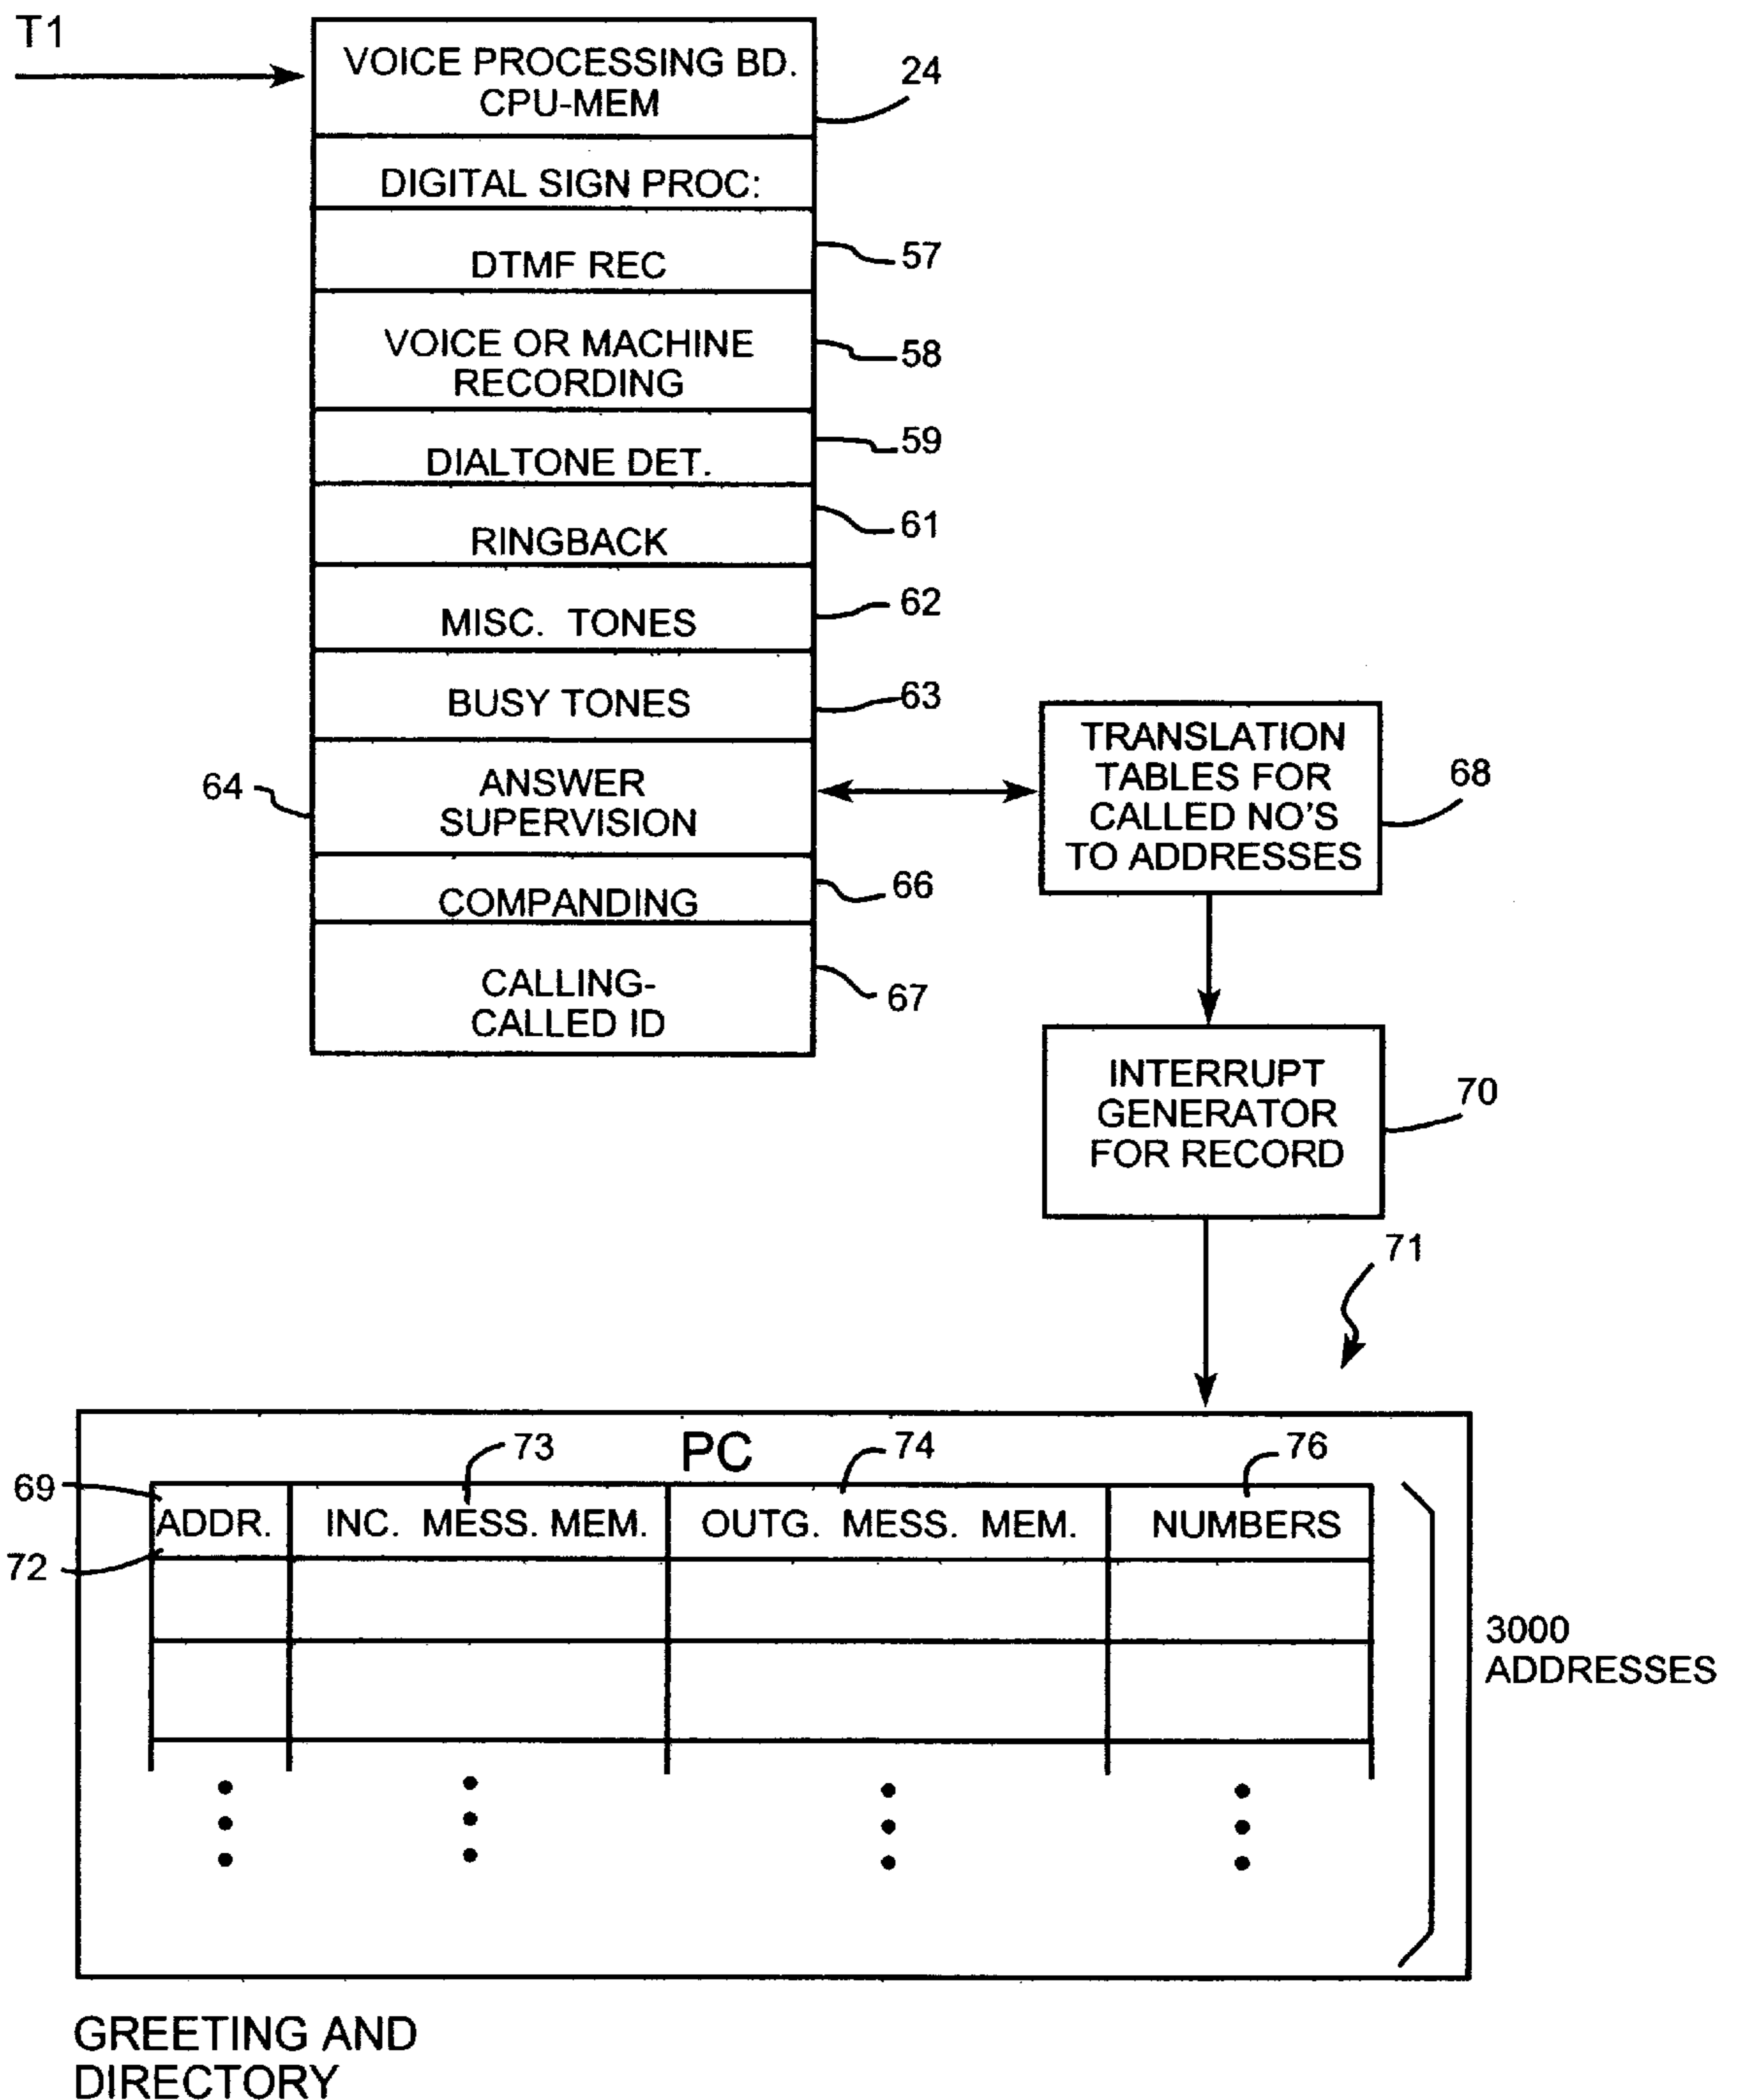 T1
VOICE PROCESSING BD.
CPU-MEM
24
DIGITAL SIGN PROC:
DTMF REC
57
VOICE OR MACHINE
RECORDING
58
DIALTONE DET.
59
RINGBACK
61
MISC. TONES
62
BUSY TONES
63
64
ANSWER
SUPERVISION
TRANSLATION
TABLES FOR
CALLED NO'S
TO ADDRESSES
68
COMPANDING
66
CALLING-
CALLED ID
67
INTERRUPT
GENERATOR
FOR RECORD
70
71
PC
73
74
76
69
ADDR.
INC. MESS. MEM.
OUTG. MESS. MEM.
NUMBERS
72
3000
ADDRESSES
GREETING AND
DIRECTORY